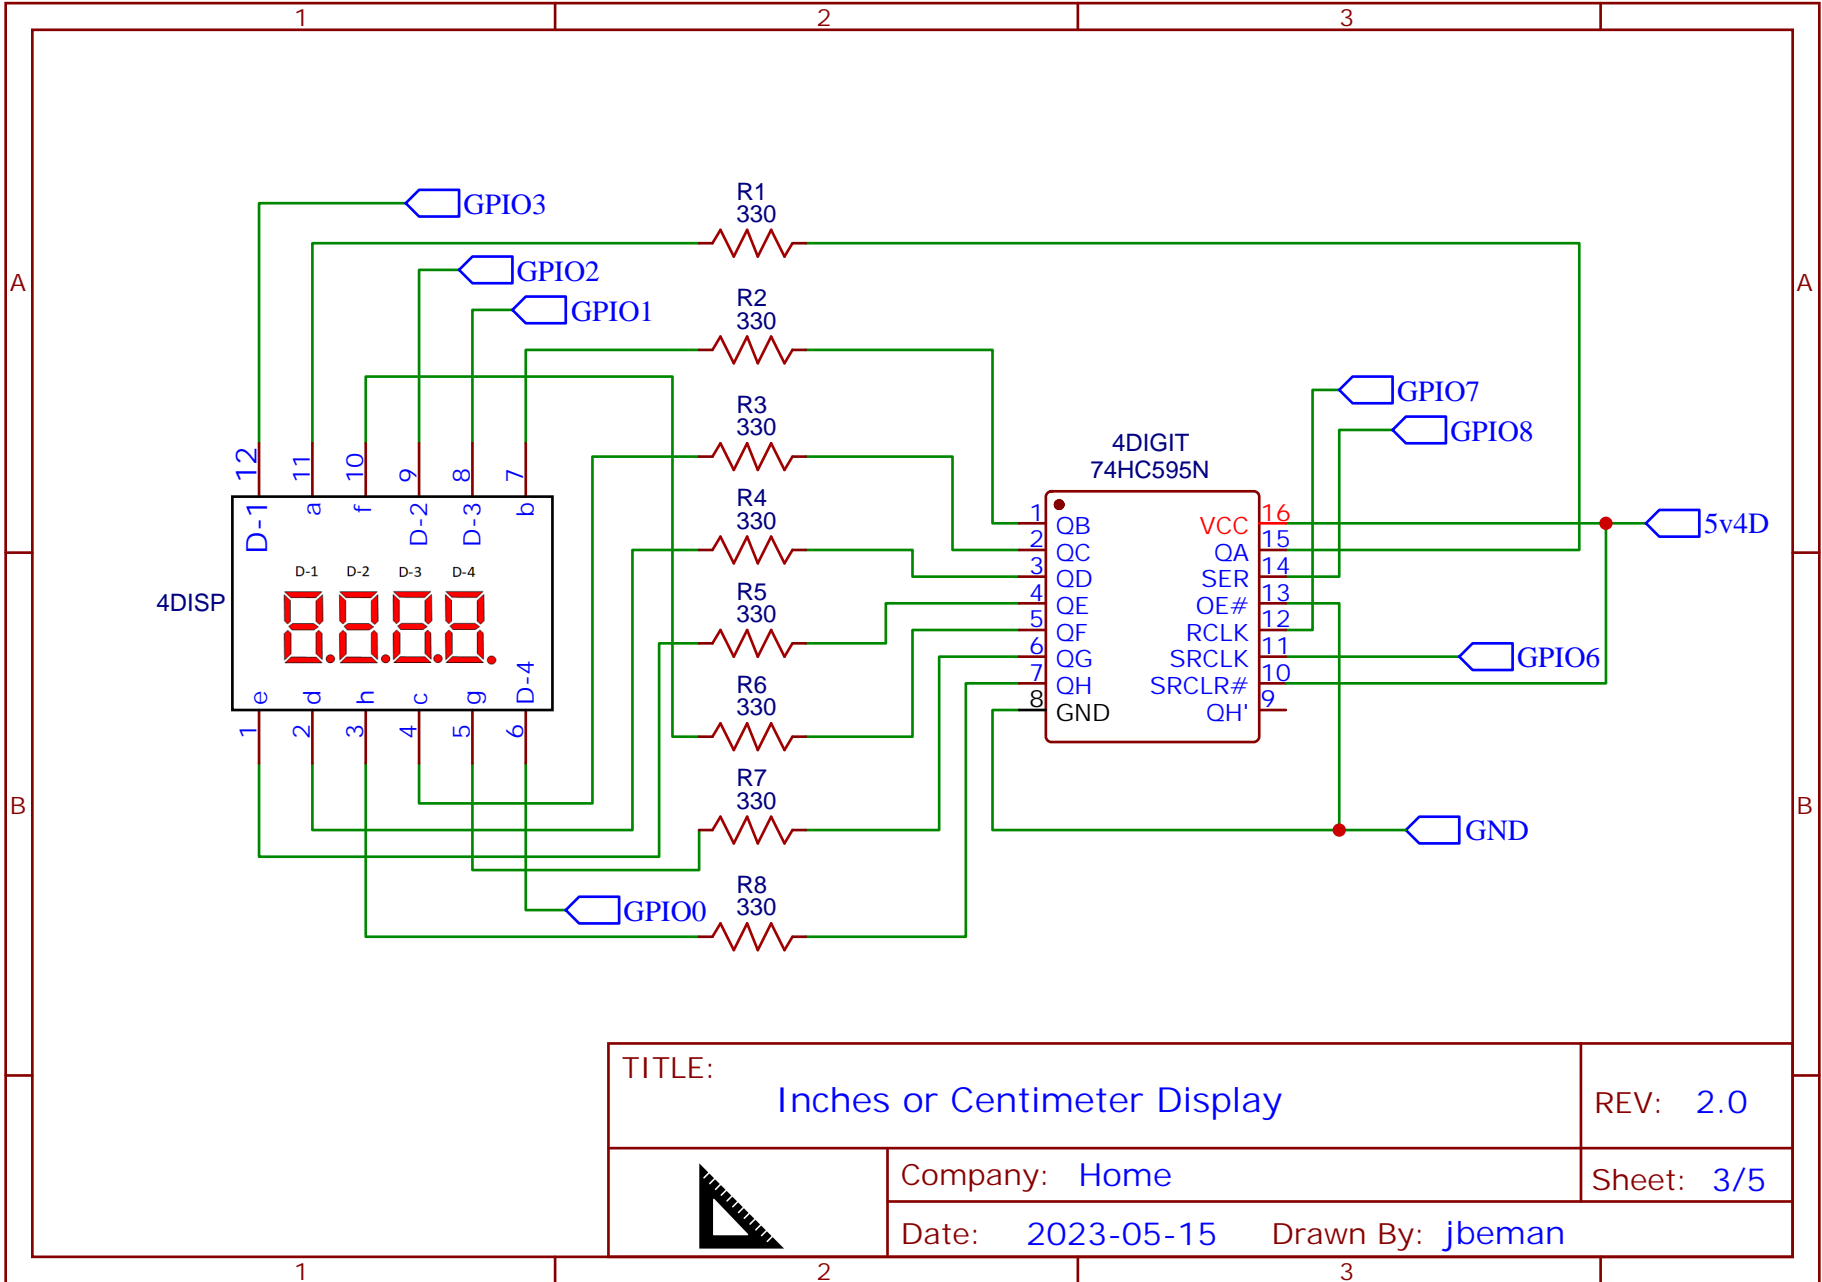 1 2 3
A A
B B
GPIO3
GPIO2
GPIO1
R1
330
R2
330
R3
330
R4
330
R5
330
R6
330
R7
330
R8
330
GPIO7
GPIO8
4DIGIT
74HC595N
12 11 10 9 8 7
D-1 a f D-2 D-3 b
D-1 D-2 D-3 D-4
4DISP
e d h c g D-4
1 2 3 4 5 6
GPIO0
1 QB VCC 16
2 QC QA 15
3 QD SER 14
4 QE OE# 13
5 QF RCLK 12
6 QG SRCLK 11
7 QH SRCLR# 10
8 GND QH' 9
5v4D
GPIO6
GND
TITLE:
Inches or Centimeter Display
REV: 2.0
Company: Home
Sheet: 3/5
Date: 2023-05-15 Drawn By: jbeman
1 2 3